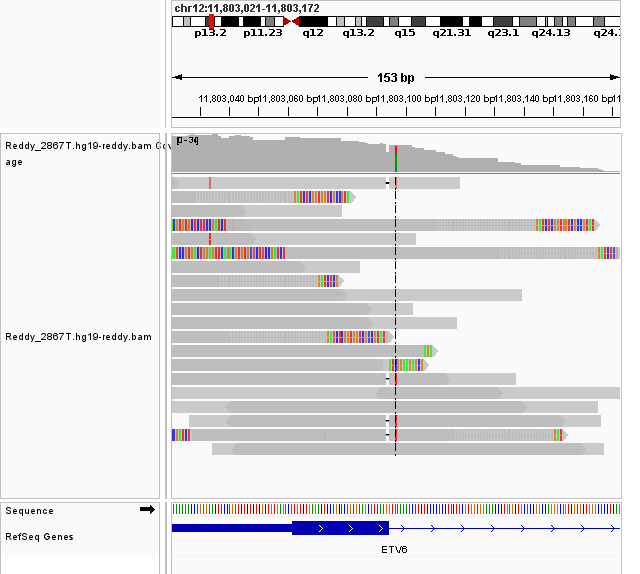 chr12:11,803,021-11,803,172
p13.2 p11.23 q12 q13.2 q15 q21.31 q23.1 q24.13 q24.
153 bp
11,803,040 bp 11,803,060 bp 11,803,080 bp 11,803,100 bp 11,803,120 bp 11,803,140 bp 11,803,160 bp 11
Reddy_2867T.hg19-reddy.bam Cov
age
Reddy_2867T.hg19-reddy.bam
Sequence
RefSeq Genes
ETV6